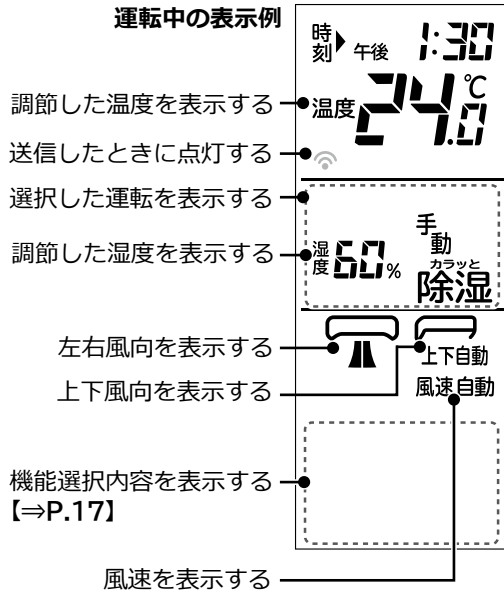 運転中の表示例
時刻 午後 1:30
調節した温度を表示する
温度 24.0 ℃
送信したときに点灯する
選択した運転を表示する
手動
調節した湿度を表示する
湿度 60%
カラッと
除湿
左右風向を表示する
上下自動
上下風向を表示する
風速自動
機能選択内容を表示する
【⇒P.17】
風速を表示する